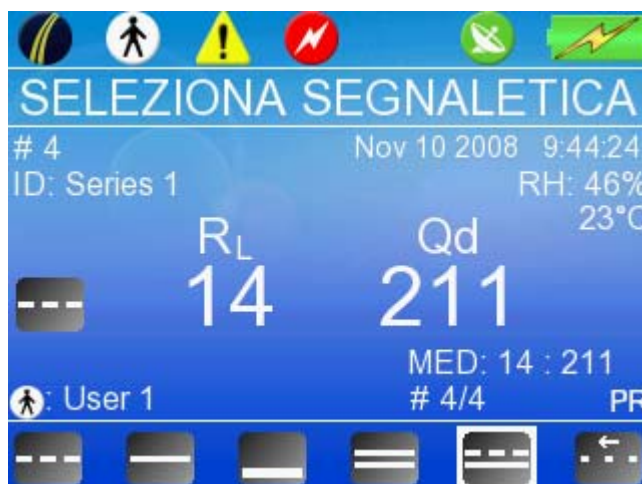 SELEZIONA SEGNALETICA
# 4 Nov 10 2008 9:44:24
ID: Series 1 RH: 46%
23°C
RL Qd
14 211
MED: 14 : 211
: User 1 # 4/4 PR